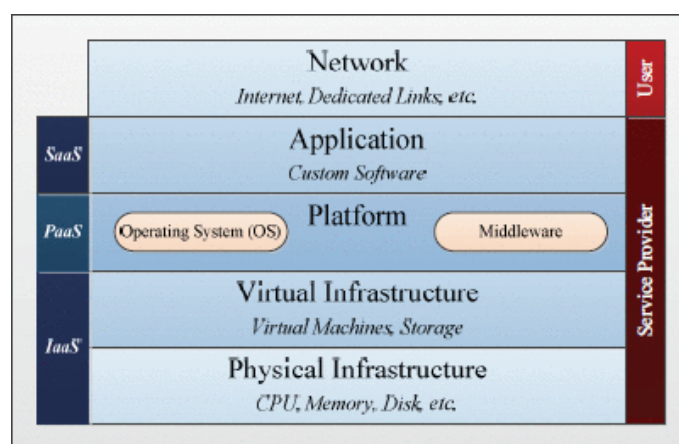 Network
Internet, Dedicated Links, etc.
User
SaaS
Application
Custom Software
PaaS
Platform
Operating System (OS)
Middleware
Service Provider
IaaS
Virtual Infrastructure
Virtual Machines, Storage
Physical Infrastructure
CPU, Memory, Disk, etc.